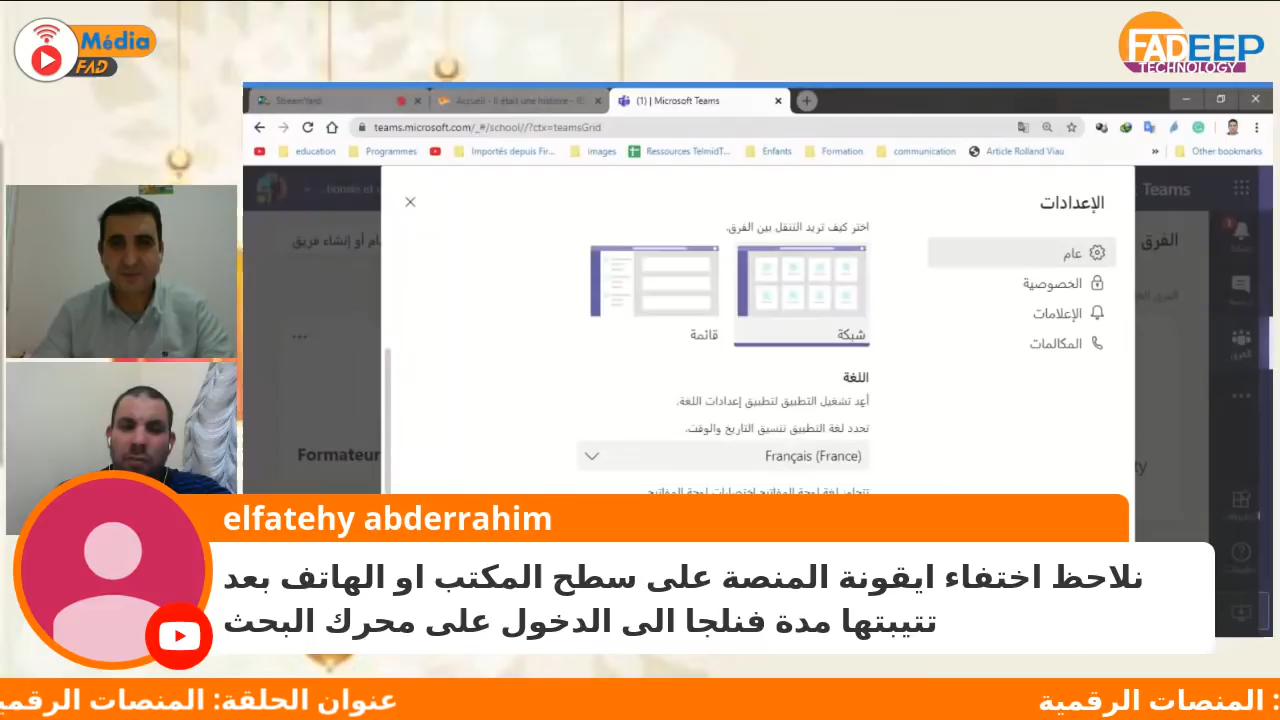 Média
FAD
FADEEP
TECHNOLOGY
StreamYard
Accueil - Il était une histoire - IE
(1) | Microsoft Teams
teams.microsoft.com/_#/school//?ctx=teamsGrid
education
Programmes
Importés depuis Fir...
images
Ressources TelmidT...
Enfants
Formation
communication
Article Rolland Viau
Other bookmarks
Teams
الفرق
الإعدادات
عام
الخصوصية
الإعلامات
المكالمات
اختر كيف تريد التنقل بين الفرق.
شبكة
قائمة
اللغة
أعِد تشغيل التطبيق لتطبيق إعدادات اللغة.
تحدد لغة التطبيق تنسيق التاريخ والوقت.
Français (France)
Formateur
elfatehy abderrahim
نلاحظ اختفاء ايقونة المنصة على سطح المكتب او الهاتف بعد
تتيبتها مدة فنلجا الى الدخول على محرك البحث
: المنصات الرقمية
عنوان الحلقة: المنصات الرقمي